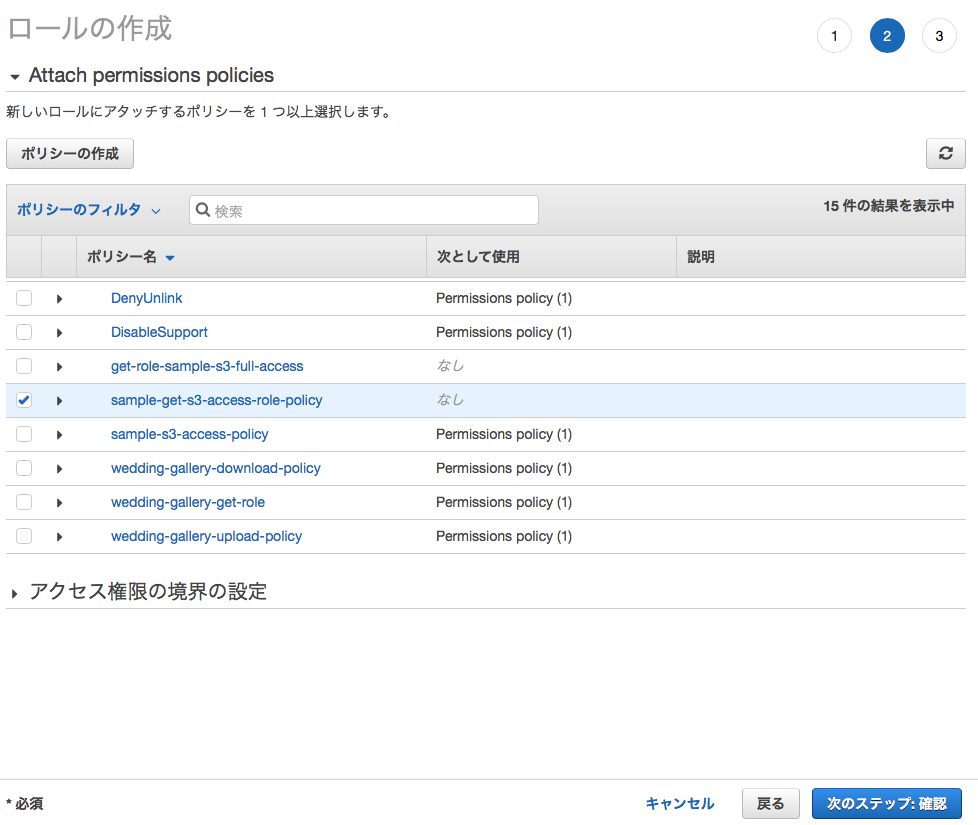 ロールの作成
1 2 3
Attach permissions policies
新しいロールにアタッチするポリシーを 1 つ以上選択します。
ポリシーの作成
ポリシーのフィルタ 検索 15 件の結果を表示中
ポリシー名 次として使用 説明
DenyUnlink Permissions policy (1)
DisableSupport Permissions policy (1)
get-role-sample-s3-full-access なし
sample-get-s3-access-role-policy なし
sample-s3-access-policy Permissions policy (1)
wedding-gallery-download-policy Permissions policy (1)
wedding-gallery-get-role Permissions policy (1)
wedding-gallery-upload-policy Permissions policy (1)
アクセス権限の境界の設定
* 必須 キャンセル 戻る 次のステップ: 確認